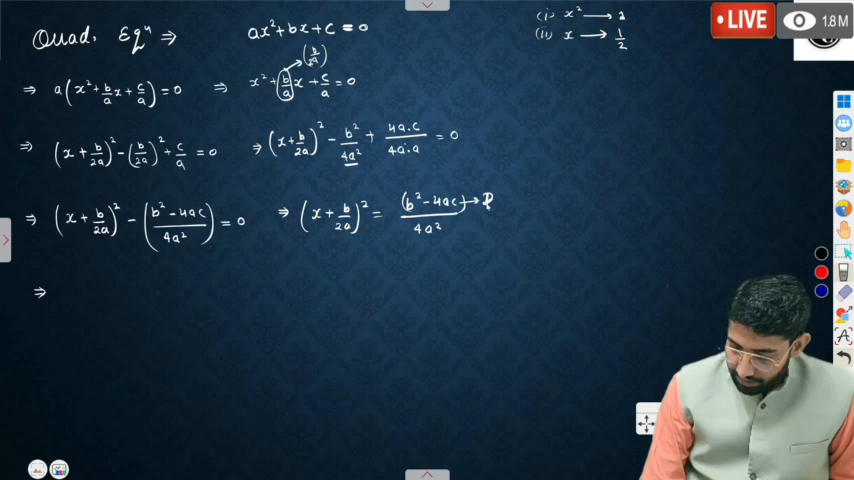 Quad. Eqⁿ ⇒ ax²+bx+c = 0
(i) x² → 1
(ii) x → 1/2
LIVE
1.8M
(b/2a)
⇒ a(x²+b/a x+c/a)=0 ⇒ x²+b/a x+c/a=0
⇒ (x+b/2a)²-(b/2a)²+c/a=0 ⇒ (x+b/2a)²-b²/4a²+4a.c/4a.a=0
⇒ (x+b/2a)²-(b²-4ac/4a²)=0 ⇒ (x+b/2a)²=(b²-4ac)/4a² → D
⇒